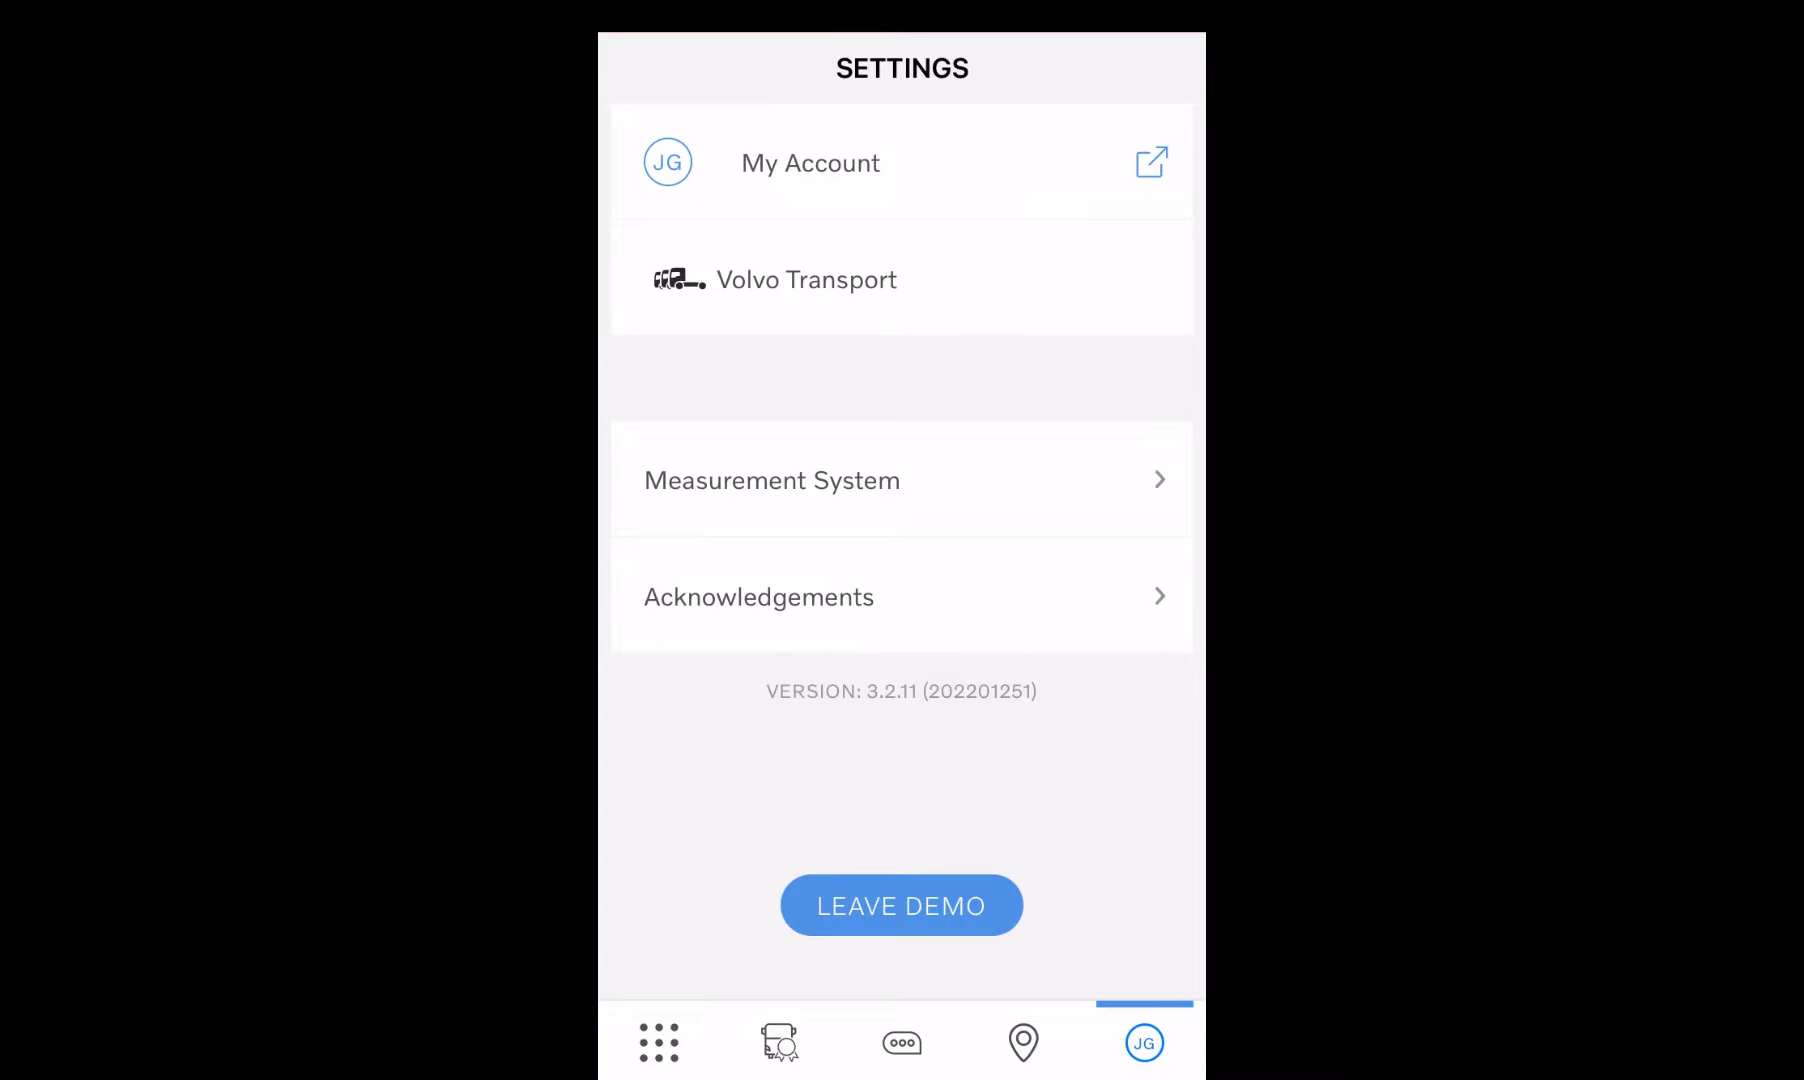 SETTINGS
JG My Account
Volvo Transport
Measurement System
Acknowledgements
VERSION: 3.2.11 (202201251)
LEAVE DEMO
JG